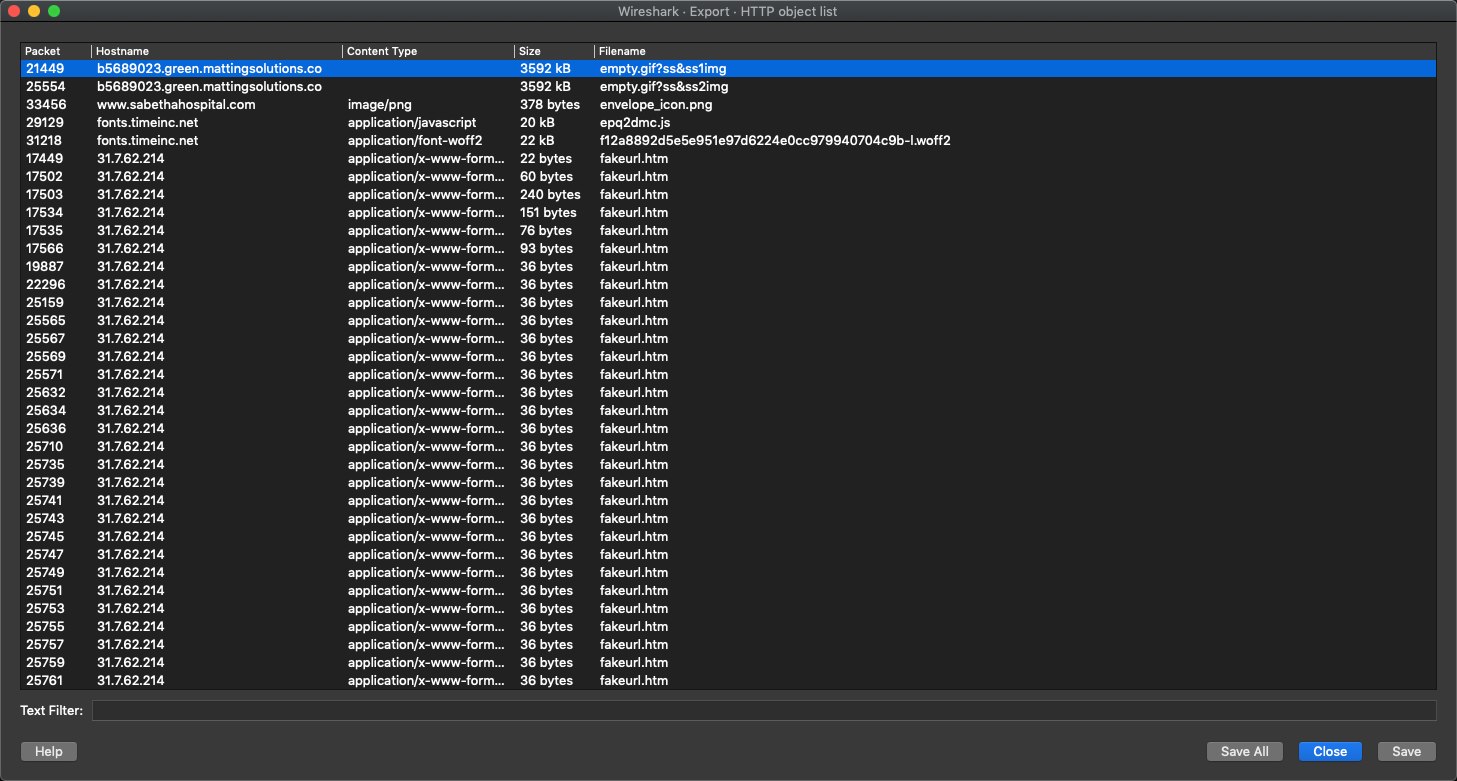 Wireshark · Export · HTTP object list
Packet Hostname Content Type Size Filename
21449 b5689023.green.mattingsolutions.co 3592 kB empty.gif?ss&ss1img
25554 b5689023.green.mattingsolutions.co 3592 kB empty.gif?ss&ss2img
33456 www.sabethahospital.com image/png 378 bytes envelope_icon.png
29129 fonts.timeinc.net application/javascript 20 kB epq2dmc.js
31218 fonts.timeinc.net application/font-woff2 22 kB f12a8892d5e5e951e97d6224e0cc979940704c9b-l.woff2
17449 31.7.62.214 application/x-www-form... 22 bytes fakeurl.htm
17502 31.7.62.214 application/x-www-form... 60 bytes fakeurl.htm
17503 31.7.62.214 application/x-www-form... 240 bytes fakeurl.htm
17534 31.7.62.214 application/x-www-form... 151 bytes fakeurl.htm
17535 31.7.62.214 application/x-www-form... 76 bytes fakeurl.htm
17566 31.7.62.214 application/x-www-form... 93 bytes fakeurl.htm
19887 31.7.62.214 application/x-www-form... 36 bytes fakeurl.htm
22296 31.7.62.214 application/x-www-form... 36 bytes fakeurl.htm
25159 31.7.62.214 application/x-www-form... 36 bytes fakeurl.htm
25565 31.7.62.214 application/x-www-form... 36 bytes fakeurl.htm
25567 31.7.62.214 application/x-www-form... 36 bytes fakeurl.htm
25569 31.7.62.214 application/x-www-form... 36 bytes fakeurl.htm
25571 31.7.62.214 application/x-www-form... 36 bytes fakeurl.htm
25632 31.7.62.214 application/x-www-form... 36 bytes fakeurl.htm
25634 31.7.62.214 application/x-www-form... 36 bytes fakeurl.htm
25636 31.7.62.214 application/x-www-form... 36 bytes fakeurl.htm
25710 31.7.62.214 application/x-www-form... 36 bytes fakeurl.htm
25735 31.7.62.214 application/x-www-form... 36 bytes fakeurl.htm
25739 31.7.62.214 application/x-www-form... 36 bytes fakeurl.htm
25741 31.7.62.214 application/x-www-form... 36 bytes fakeurl.htm
25743 31.7.62.214 application/x-www-form... 36 bytes fakeurl.htm
25745 31.7.62.214 application/x-www-form... 36 bytes fakeurl.htm
25747 31.7.62.214 application/x-www-form... 36 bytes fakeurl.htm
25749 31.7.62.214 application/x-www-form... 36 bytes fakeurl.htm
25751 31.7.62.214 application/x-www-form... 36 bytes fakeurl.htm
25753 31.7.62.214 application/x-www-form... 36 bytes fakeurl.htm
25755 31.7.62.214 application/x-www-form... 36 bytes fakeurl.htm
25757 31.7.62.214 application/x-www-form... 36 bytes fakeurl.htm
25759 31.7.62.214 application/x-www-form... 36 bytes fakeurl.htm
25761 31.7.62.214 application/x-www-form... 36 bytes fakeurl.htm
Text Filter:
Help Save All Close Save